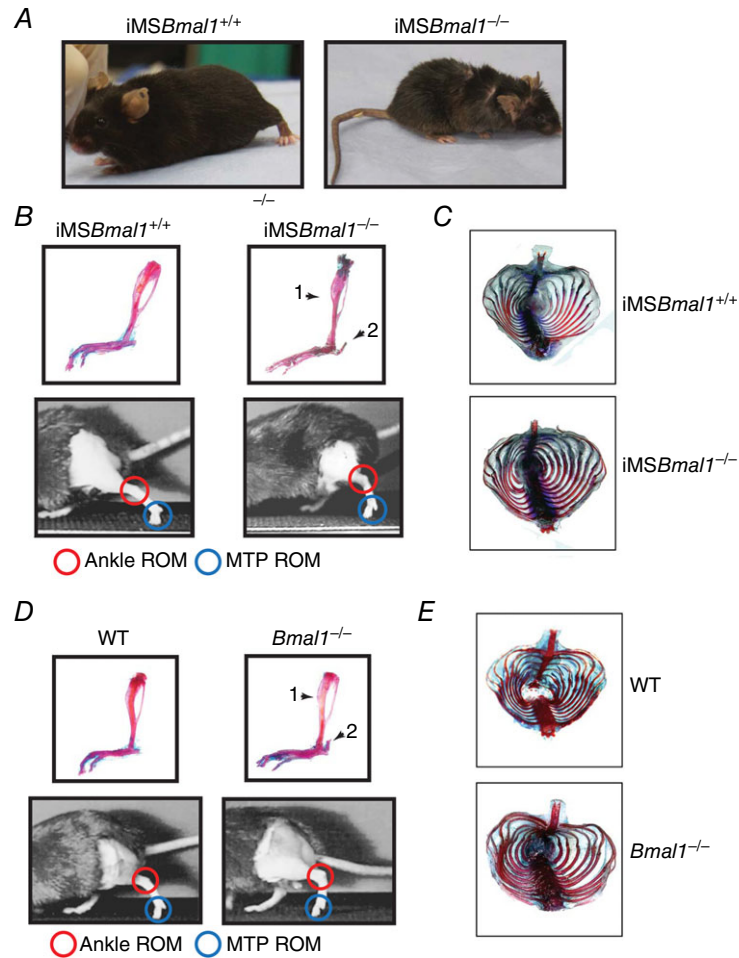 A
iMSBmal1+/+
iMSBmal1–/–
–/–
B
iMSBmal1+/+
iMSBmal1–/–
1
2
Ankle ROM
MTP ROM
C
iMSBmal1+/+
iMSBmal1–/–
D
WT
Bmal1–/–
1
2
Ankle ROM
MTP ROM
E
WT
Bmal1–/–